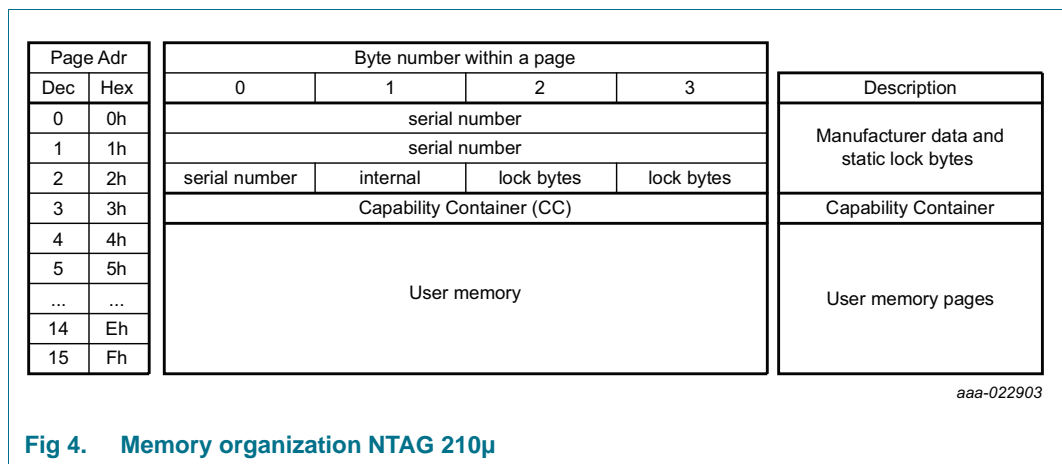 Page Adr Byte number within a page
Dec Hex 0 1 2 3 Description
0 0h serial number
Manufacturer data and
1 1h serial number
static lock bytes
2 2h serial number internal lock bytes lock bytes
3 3h Capability Container (CC) Capability Container
4 4h
5 5h
User memory User memory pages
... ...
14 Eh
15 Fh
aaa-022903
Fig 4. Memory organization NTAG 210μ